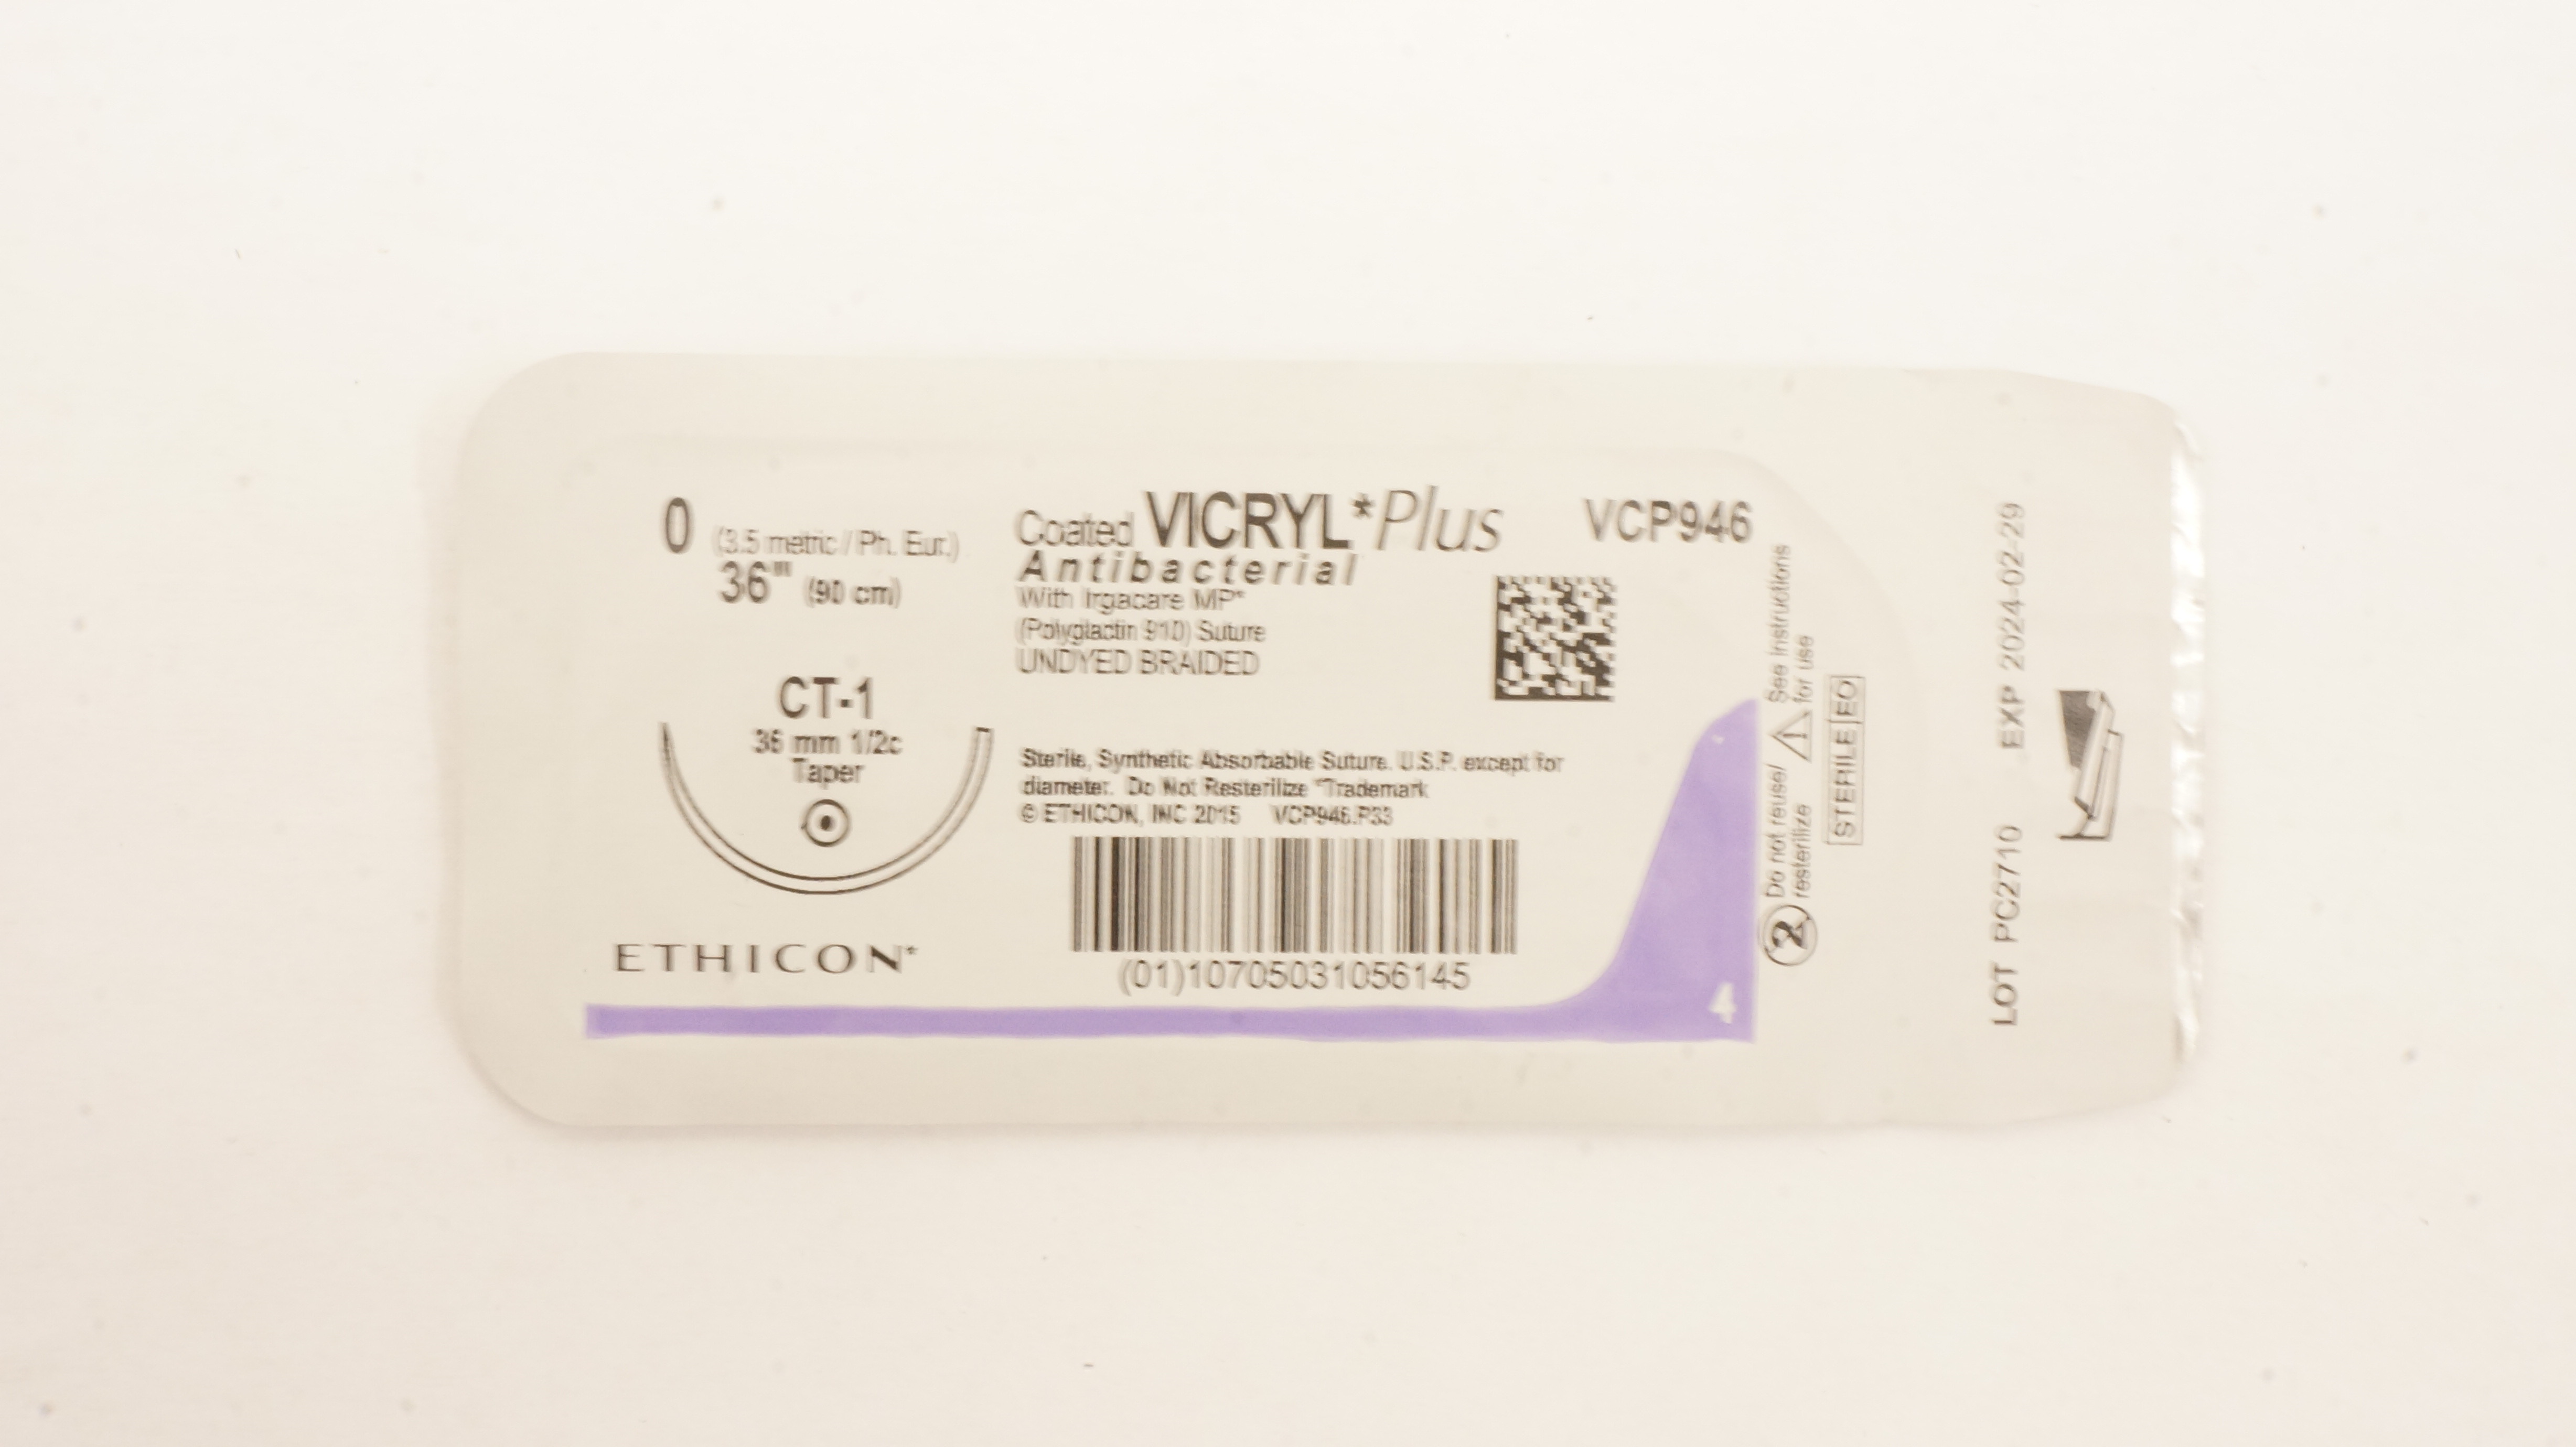 0 (3.5 metric / Ph. Eur.)
36" (90 cm)
CT-1
36 mm 1/2c
Taper
ETHICON*
Coated VICRYL* Plus
Antibacterial
With Irgacare MP*
(Polyglactin 910) Suture
UNDYED BRAIDED
VCP946
Sterile, Synthetic Absorbable Suture. U.S.P. except for
diameter. Do Not Resterilize *Trademark
© ETHICON, INC 2015 VCP946.P33
(01)10705031056145
4
2 Do not reuse/
resterilize
See instructions
for use
STERILE EO
LOT PC2710 EXP 2024-02-29